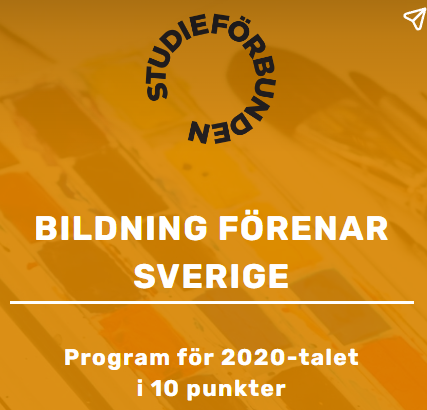 STUDIEFÖRBUNDEN
BILDNING FÖRENAR
SVERIGE
Program för 2020-talet
i 10 punkter